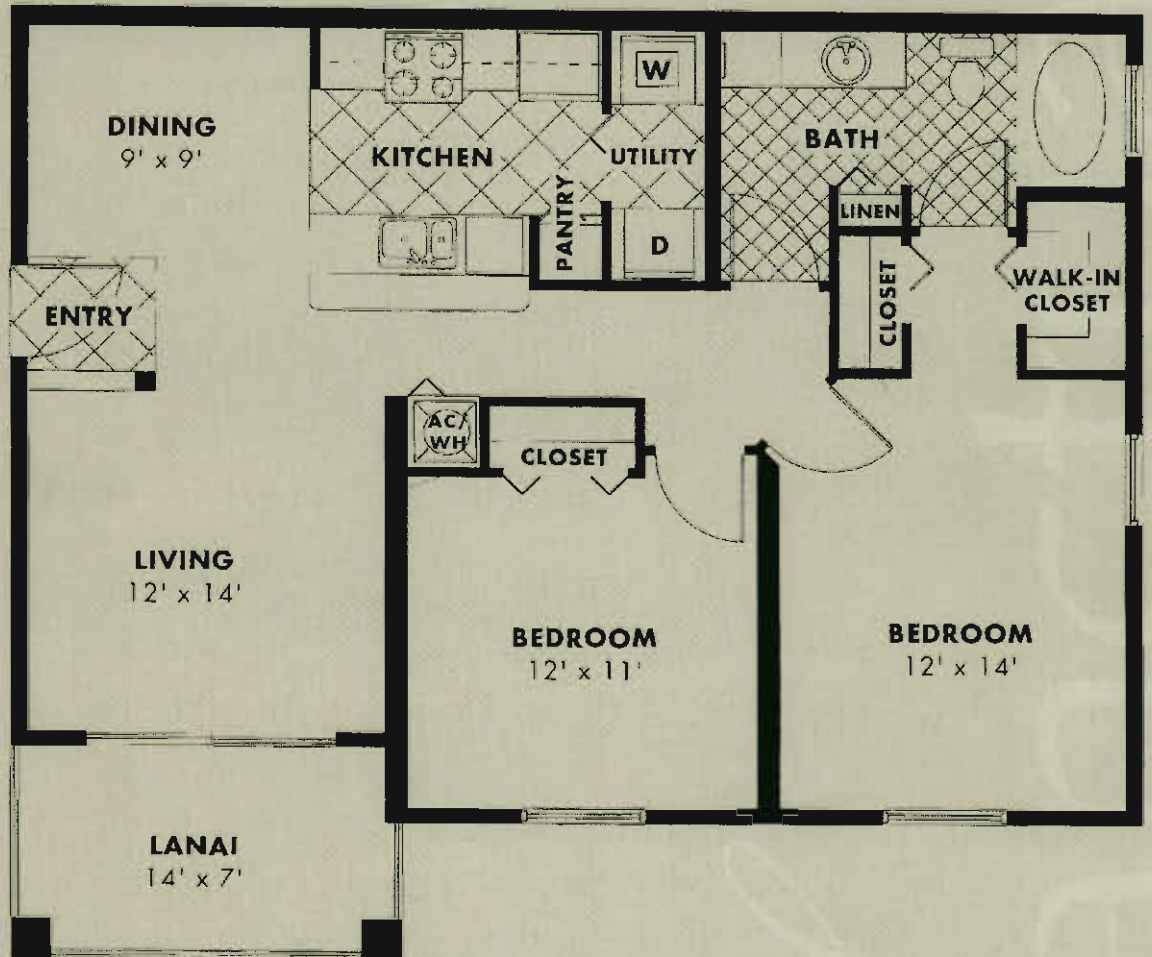 DINING
9' x 9'
KITCHEN
W
UTILITY
BATH
PANTRY
D
LINEN
CLOSET
WALK-IN
CLOSET
ENTRY
AC/
WH
CLOSET
LIVING
12' x 14'
BEDROOM
12' x 11'
BEDROOM
12' x 14'
LANAI
14' x 7'